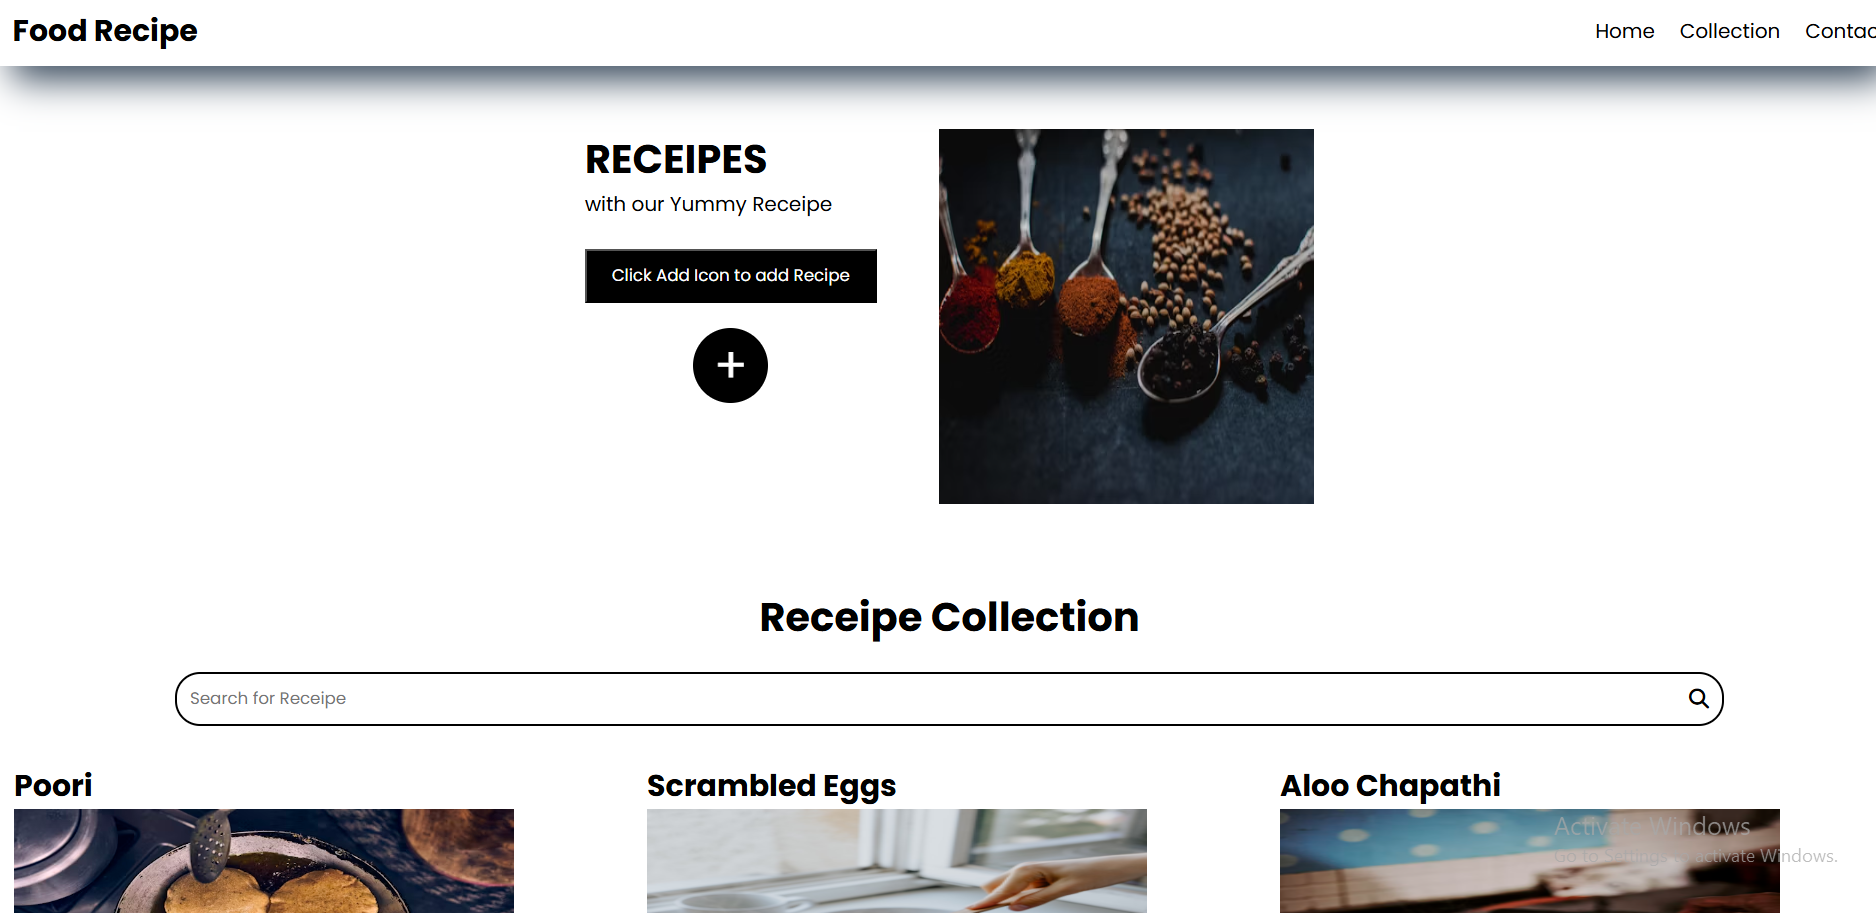 Food Recipe
Home Collection Contac
RECEIPES
with our Yummy Receipe
Click Add Icon to add Recipe
Receipe Collection
Search for Receipe
Poori
Scrambled Eggs
Aloo Chapathi
Activate Windows
Go to Settings to activate Windows.